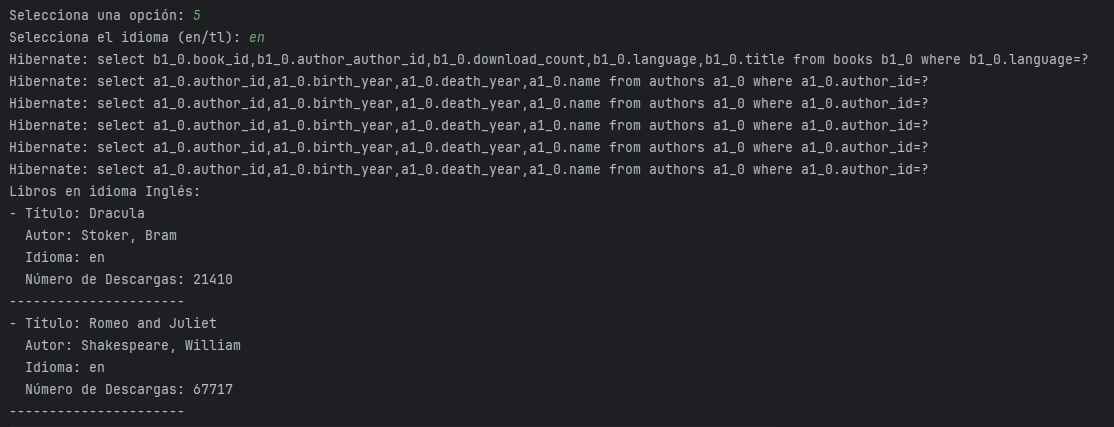 Selecciona una opción: 5
Selecciona el idioma (en/tl): en
Hibernate: select b1_0.book_id,b1_0.author_author_id,b1_0.download_count,b1_0.language,b1_0.title from books b1_0 where b1_0.language=?
Hibernate: select a1_0.author_id,a1_0.birth_year,a1_0.death_year,a1_0.name from authors a1_0 where a1_0.author_id=?
Hibernate: select a1_0.author_id,a1_0.birth_year,a1_0.death_year,a1_0.name from authors a1_0 where a1_0.author_id=?
Hibernate: select a1_0.author_id,a1_0.birth_year,a1_0.death_year,a1_0.name from authors a1_0 where a1_0.author_id=?
Hibernate: select a1_0.author_id,a1_0.birth_year,a1_0.death_year,a1_0.name from authors a1_0 where a1_0.author_id=?
Hibernate: select a1_0.author_id,a1_0.birth_year,a1_0.death_year,a1_0.name from authors a1_0 where a1_0.author_id=?
Libros en idioma Inglés:
- Título: Dracula
  Autor: Stoker, Bram
  Idioma: en
  Número de Descargas: 21410
----------------------
- Título: Romeo and Juliet
  Autor: Shakespeare, William
  Idioma: en
  Número de Descargas: 67717
----------------------